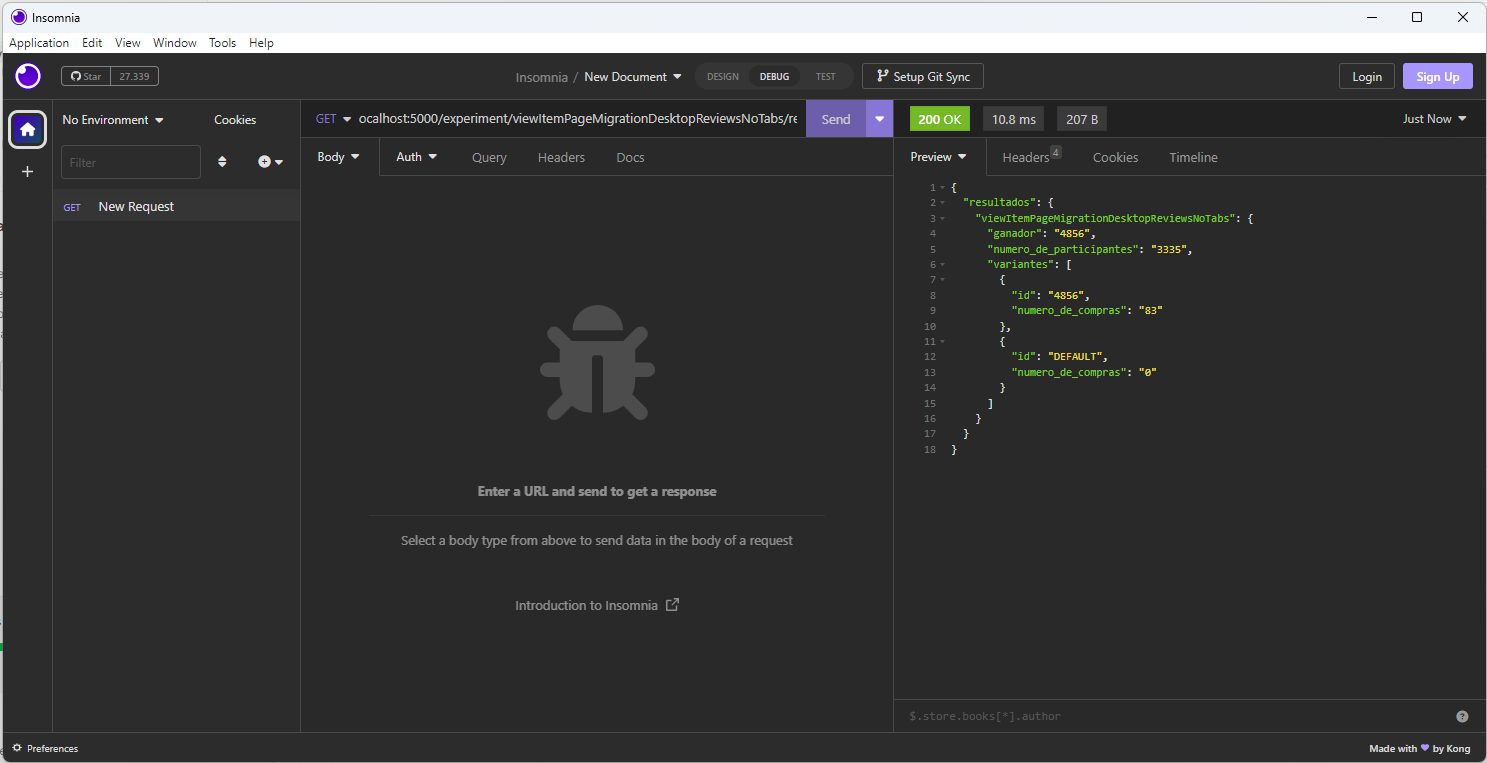 Insomnia
Application Edit View Window Tools Help
Star 27.339
Insomnia / New Document
DESIGN DEBUG TEST
Setup Git Sync
Login Sign Up
No Environment Cookies
Filter
GET New Request
GET ocalhost:5000/experiment/viewItemPageMigrationDesktopReviewsNoTabs/re Send
Body Auth Query Headers Docs
Enter a URL and send to get a response
Select a body type from above to send data in the body of a request
Introduction to Insomnia
200 OK 10.8 ms 207 B Just Now
Preview Headers 4 Cookies Timeline
1 {
2 "resultados": {
3 "viewItemPageMigrationDesktopReviewsNoTabs": {
4 "ganador": "4856",
5 "numero_de_participantes": "3335",
6 "variantes": [
7 {
8 "id": "4856",
9 "numero_de_compras": "83"
10 },
11 {
12 "id": "DEFAULT",
13 "numero_de_compras": "0"
14 }
15 ]
16 }
17 }
18 }
$.store.books[*].author
Preferences
Made with by Kong